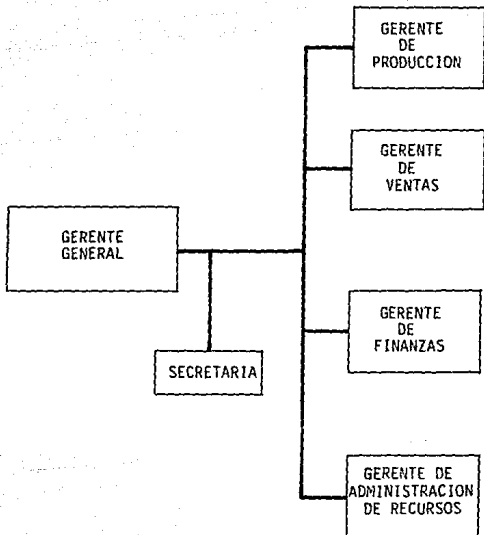 GERENTE
DE
PRODUCCION
GERENTE
DE
VENTAS
GERENTE
GENERAL
GERENTE
DE
FINANZAS
SECRETARIA
GERENTE DE
ADMINISTRACION
DE RECURSOS